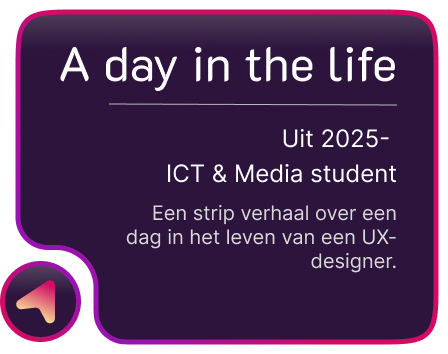 A day in the life
Uit 2025-
ICT & Media student
Een strip verhaal over een
dag in het leven van een UX-
designer.